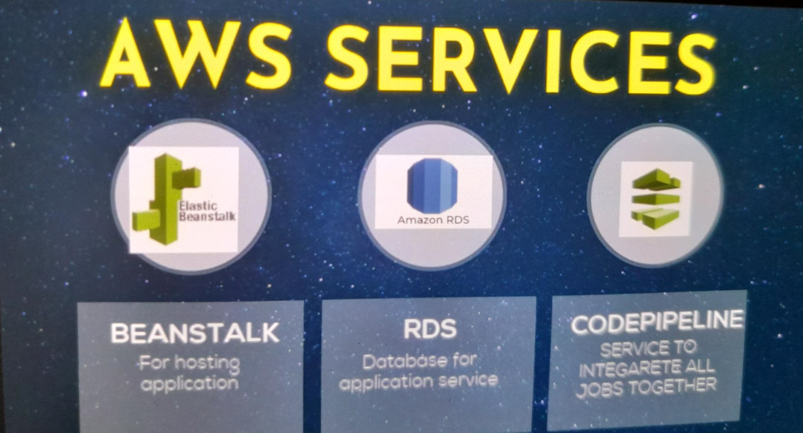 AWS SERVICES
Elastic
Beanstalk
Amazon RDS
BEANSTALK
For hosting
application
RDS
Database for
application service
CODEPIPELINE
SERVICE TO
INTEGARETE ALL
JOBS TOGETHER